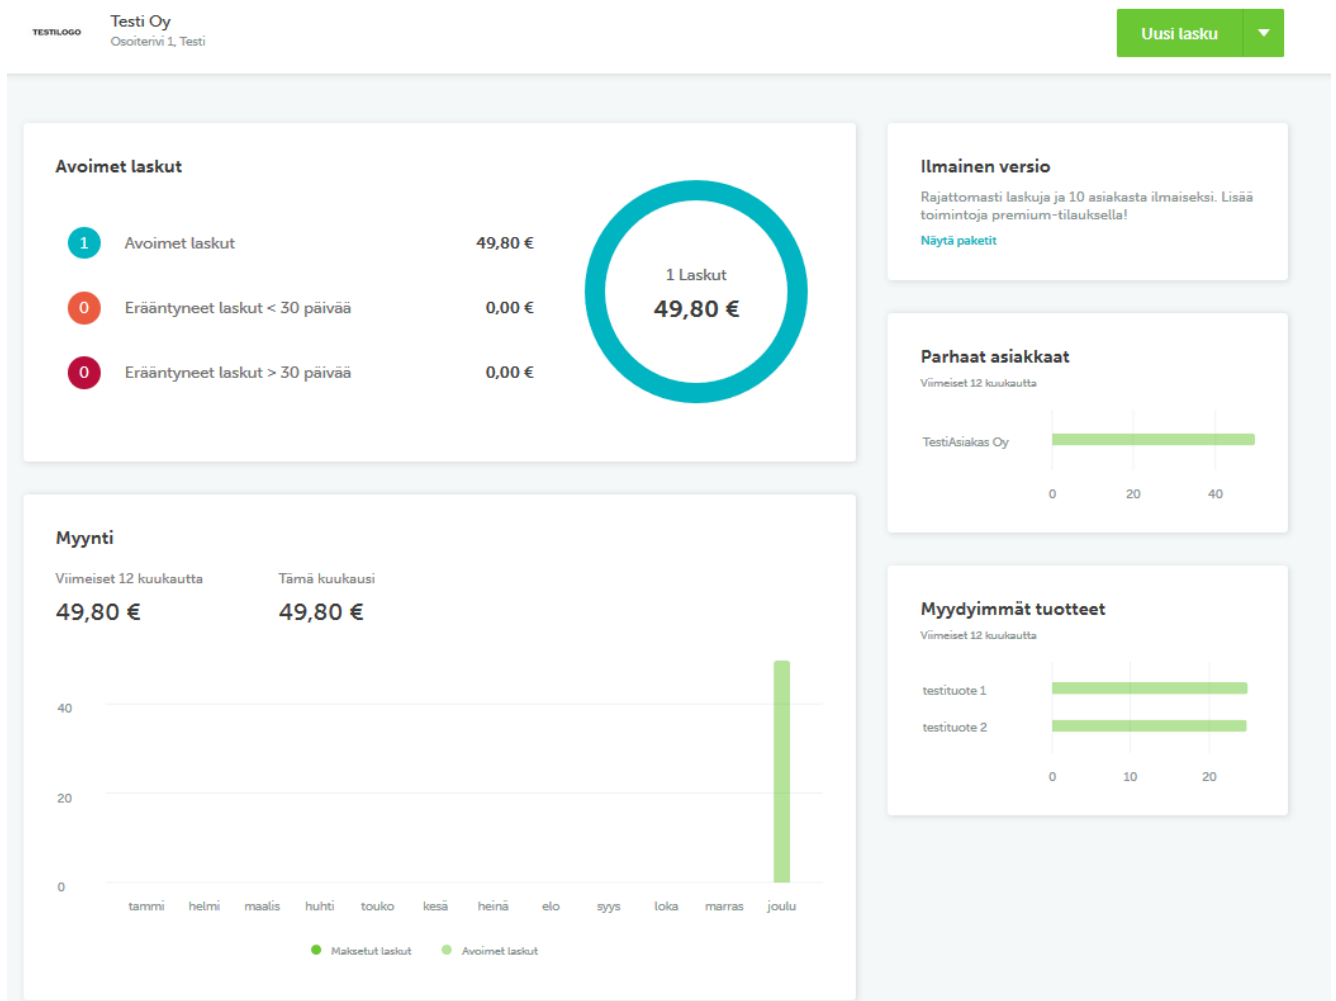 TESTILOGO
Testi Oy
Osoiterivi 1, Testi
Uusi lasku
Avoimet laskut
1 Avoimet laskut 49,80 €
0 Erääntyneet laskut < 30 päivää 0,00 €
0 Erääntyneet laskut > 30 päivää 0,00 €
1 Laskut
49,80 €
Myynti
Viimeiset 12 kuukautta Tämä kuukausi
49,80 € 49,80 €
40
20
0
tammi helmi maalis huhti touko kesä heinä elo syys loka marras joulu
Maksetut laskut Avoimet laskut
Ilmainen versio
Rajattomasti laskuja ja 10 asiakasta ilmaiseksi. Lisää
toimintoja premium-tilauksella!
Näytä paketit
Parhaat asiakkaat
Viimeiset 12 kuukautta
TestiAsiakas Oy
0 20 40
Myydyimmät tuotteet
Viimeiset 12 kuukautta
testituote 1
testituote 2
0 10 20